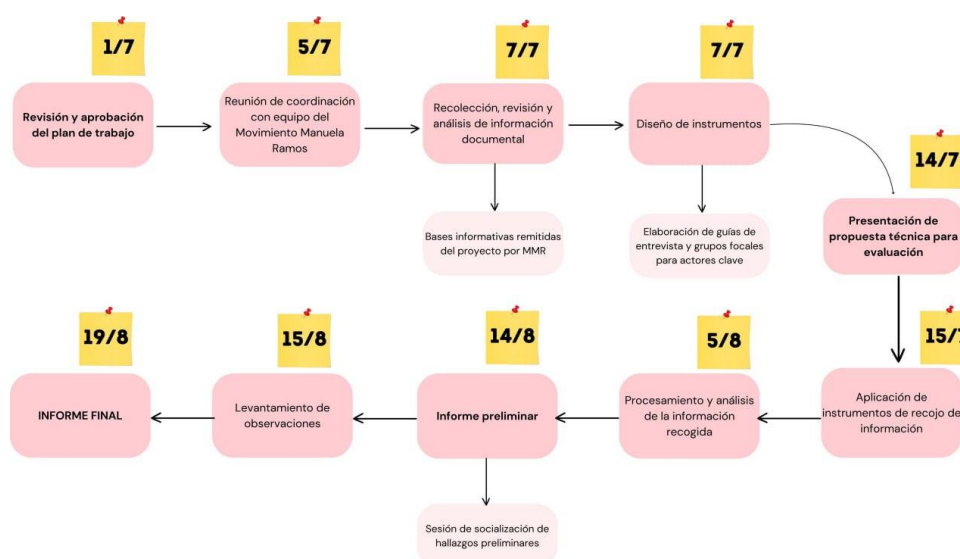 1/7
5/7
7/7
7/7
14/7
Revisión y aprobación
del plan de trabajo
Reunión de coordinación
con equipo del
Movimiento Manuela
Ramos
Recolección, revisión y
análisis de información
documental
Diseño de instrumentos
Presentación de
propuesta técnica para
evaluación
Bases informativas remitidas
del proyecto por MMR
Elaboración de guías de
entrevista y grupos focales
para actores clave
19/8
15/8
14/8
5/8
15/7
INFORME FINAL
Levantamiento de
observaciones
Informe preliminar
Procesamiento y análisis
de la información
recogida
Aplicación de
instrumentos de recojo de
información
Sesión de socialización de
hallazgos preliminares